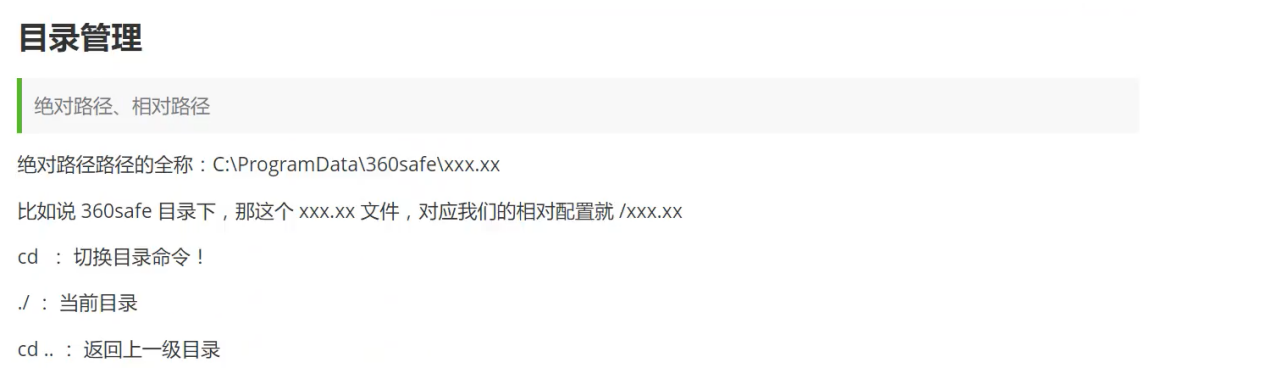 目录管理
绝对路径、相对路径
绝对路径路径的全称：C:\ProgramData\360safe\xxx.xx
比如说 360safe 目录下，那这个 xxx.xx 文件，对应我们的相对配置就 /xxx.xx
cd ： 切换目录命令！
./ ： 当前目录
cd .. ： 返回上一级目录